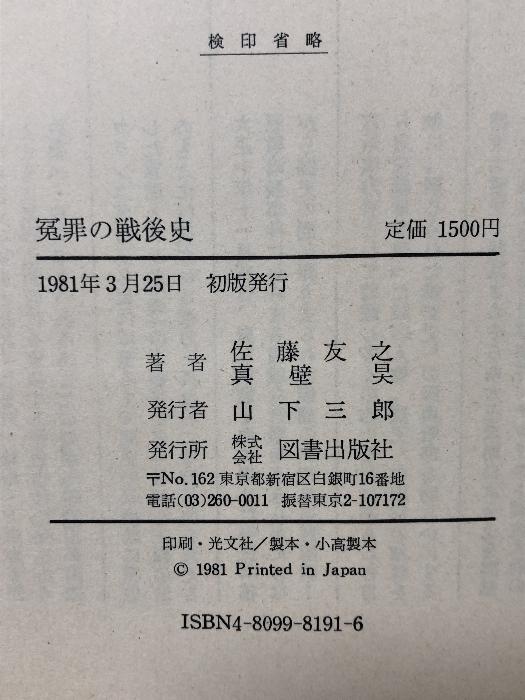 検印省略
冤罪の戦後史 定価 1500円
1981年3月25日 初版発行
著者 佐藤友之
真壁昊
発行者 山下三郎
発行所 株式会社 図書出版社
〒No.162 東京都新宿区白銀町16番地
電話(03)260-0011 振替東京2-107172
印刷・光文社/製本・小高製本
© 1981 Printed in Japan
ISBN4-8099-8191-6